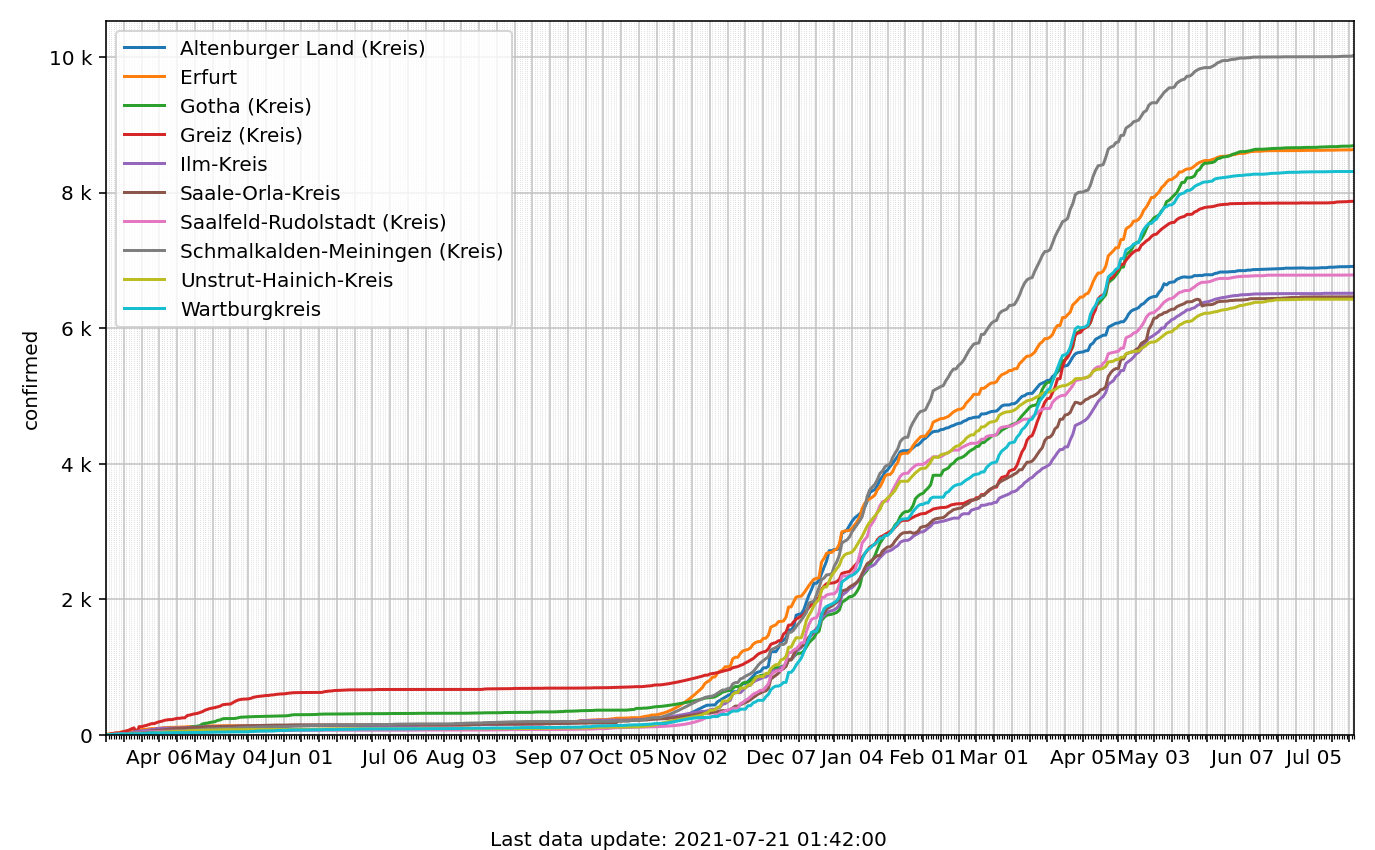 10 k
8 k
6 k
4 k
2 k
0
confirmed
Altenburger Land (Kreis)
Erfurt
Gotha (Kreis)
Greiz (Kreis)
Ilm-Kreis
Saale-Orla-Kreis
Saalfeld-Rudolstadt (Kreis)
Schmalkalden-Meiningen (Kreis)
Unstrut-Hainich-Kreis
Wartburgkreis
Apr 06 May 04 Jun 01 Jul 06 Aug 03 Sep 07 Oct 05 Nov 02 Dec 07 Jan 04 Feb 01 Mar 01 Apr 05 May 03 Jun 07 Jul 05
Last data update: 2021-07-21 01:42:00